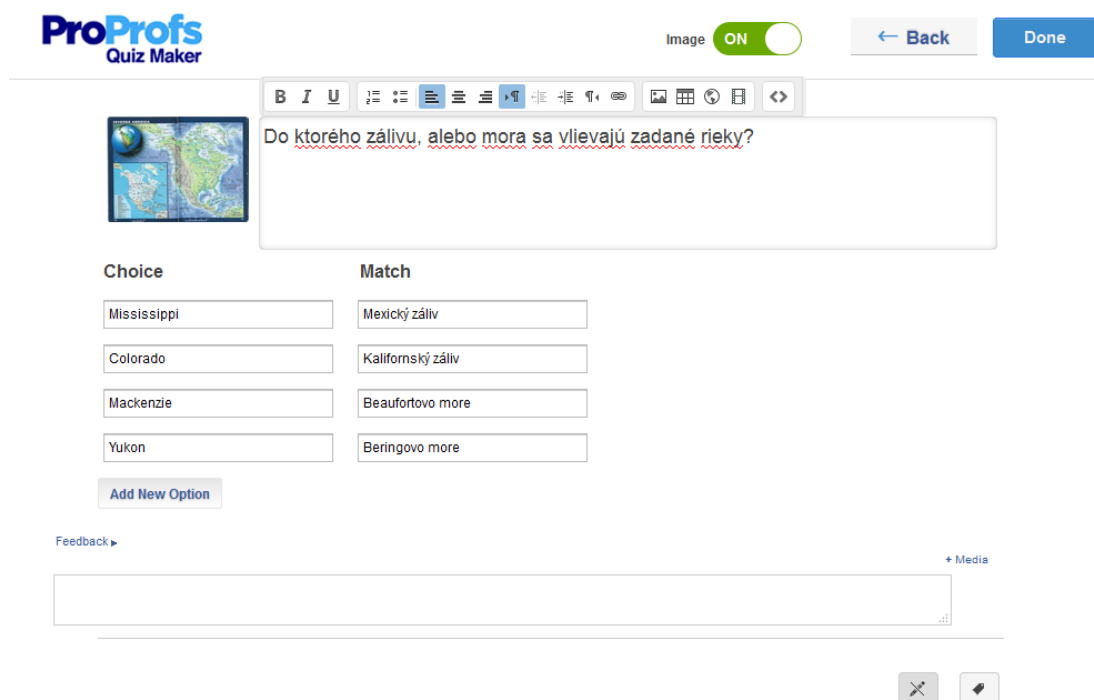 ProProfs
Quiz Maker
Image ON
← Back
Done
B I U
Do ktorého zálivu, alebo mora sa vlievajú zadané rieky?
Choice Match
Mississippi Mexický záliv
Colorado Kalifornský záliv
Mackenzie Beaufortovo more
Yukon Beringovo more
Add New Option
Feedback ▸
+ Media